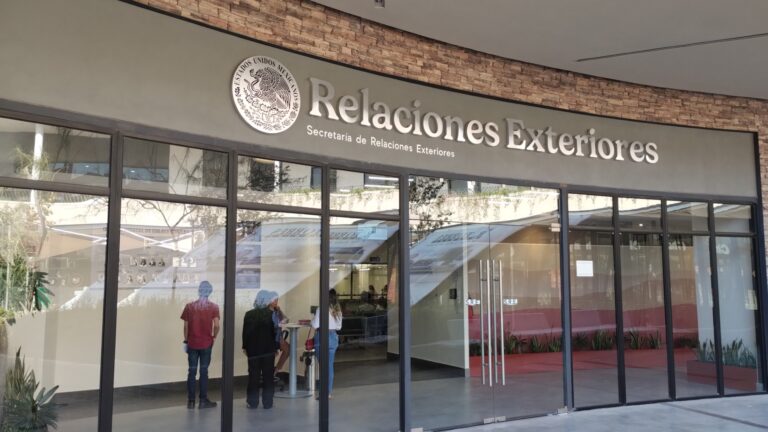 ESTADOS UNIDOS MEXICANOS
Relaciones Exteriores
Secretaría de Relaciones Exteriores